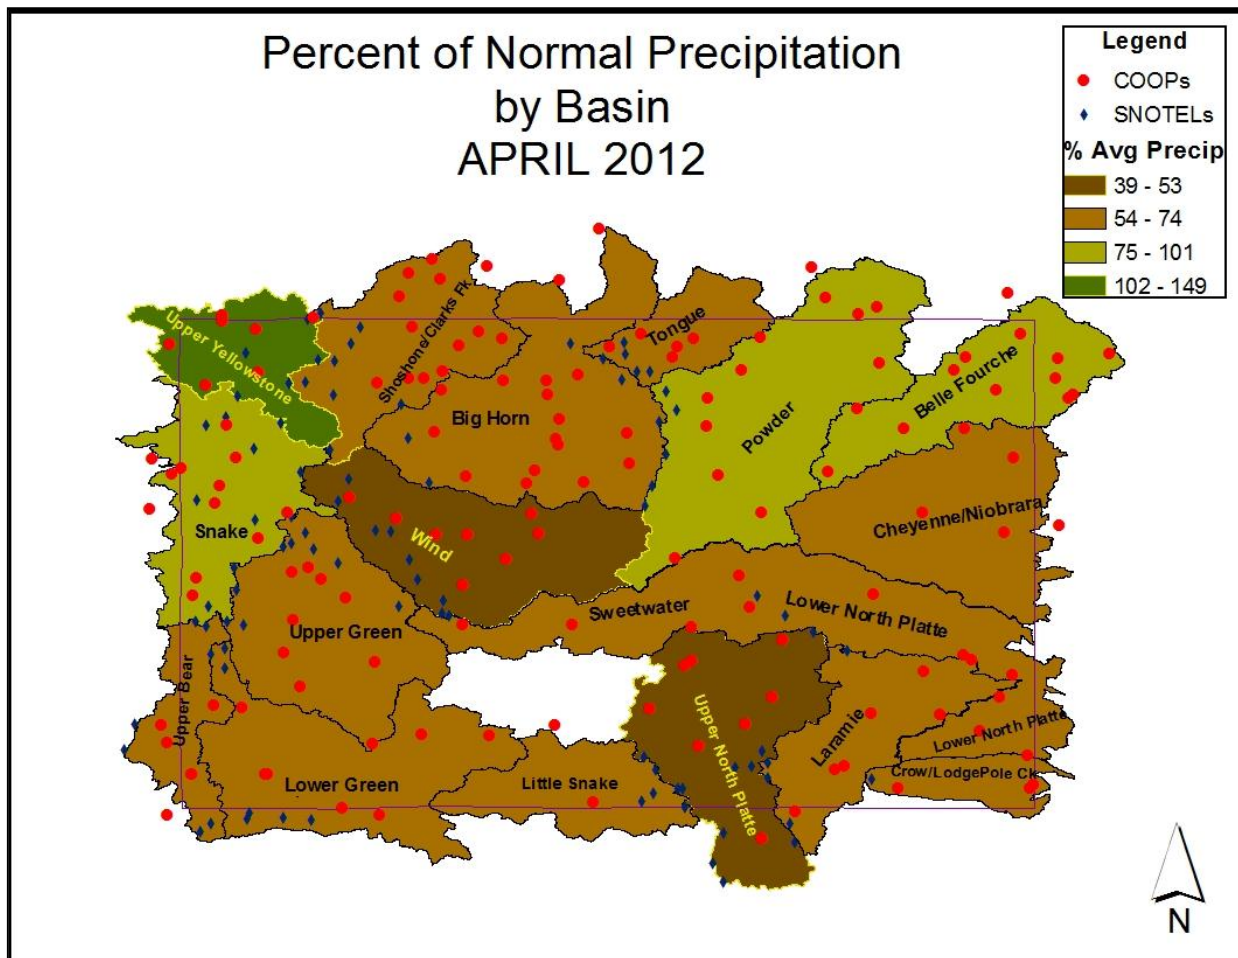 Percent of Normal Precipitation
by Basin
APRIL 2012
Legend
COOPs
SNOTELs
% Avg Precip
39 - 53
54 - 74
75 - 101
102 - 149
Upper Yellowstone
Shoshone/Clarks Fk
Tongue
Big Horn
Powder
Belle Fourche
Snake
Wind
Cheyenne/Niobrara
Sweetwater
Lower North Platte
Upper Green
Upper Bear
Upper North Platte
Laramie
Lower North Platte
Crow/LodgePole Ck
Lower Green
Little Snake
N